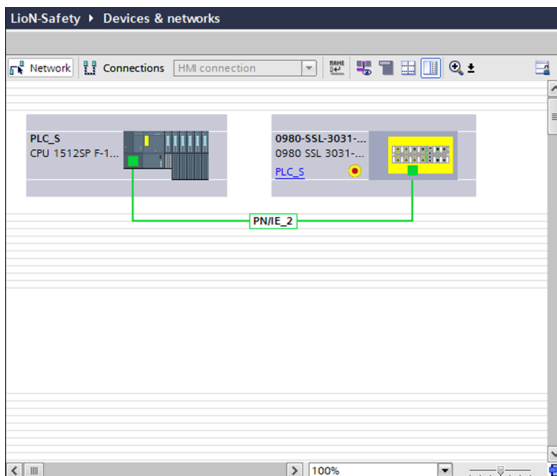 LioN-Safety ▸ Devices & networks
Network Connections HMI connection
PLC_S
CPU 1512SP F-1...
0980-SSL-3031-...
0980 SSL 3031-...
PLC_S
PN/IE_2
100%